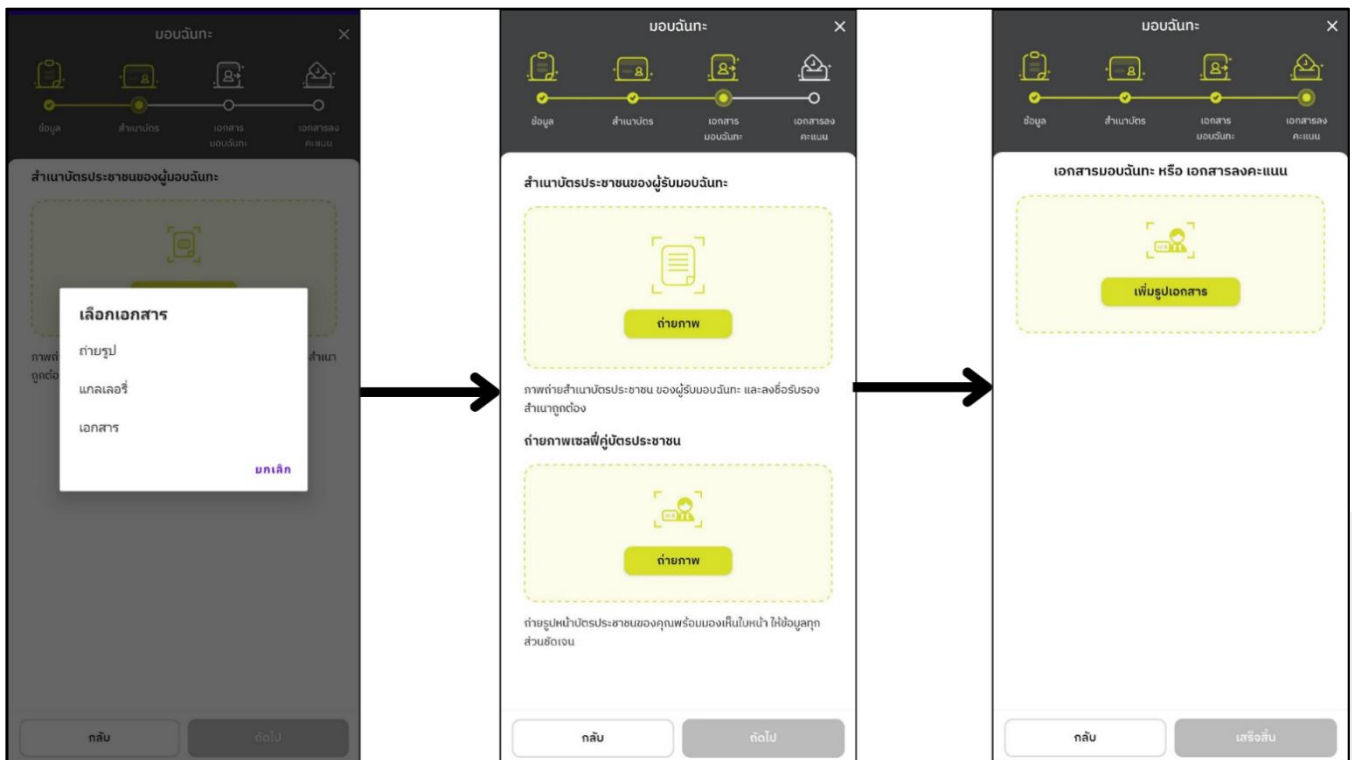 มอบฉันทะ
ข้อมูล
สำเนาบัตร
เอกสาร
มอบฉันทะ
เอกสารลง
คะแนน
สำเนาบัตรประชาชนของผู้มอบฉันทะ
เลือกเอกสาร
ถ่ายรูป
แกลเลอรี่
เอกสาร
ยกเลิก
สำเนา
กลับ
ถัดไป
มอบฉันทะ
ข้อมูล
สำเนาบัตร
เอกสาร
มอบฉันทะ
เอกสารลง
คะแนน
สำเนาบัตรประชาชนของผู้รับมอบฉันทะ
ถ่ายภาพ
ภาพถ่ายสำเนาบัตรประชาชน ของผู้รับมอบฉันทะ และลงชื่อรับรอง
สำเนาถูกต้อง
ถ่ายภาพเซลฟี่คู่บัตรประชาชน
ถ่ายภาพ
ถ่ายรูปหน้าบัตรประชาชนของคุณพร้อมมองเห็นใบหน้า ให้ข้อมูลทุก
ส่วนชัดเจน
กลับ
ถัดไป
มอบฉันทะ
ข้อมูล
สำเนาบัตร
เอกสาร
มอบฉันทะ
เอกสารลง
คะแนน
เอกสารมอบฉันทะ หรือ เอกสารลงคะแนน
เพิ่มรูปเอกสาร
กลับ
เสร็จสิ้น